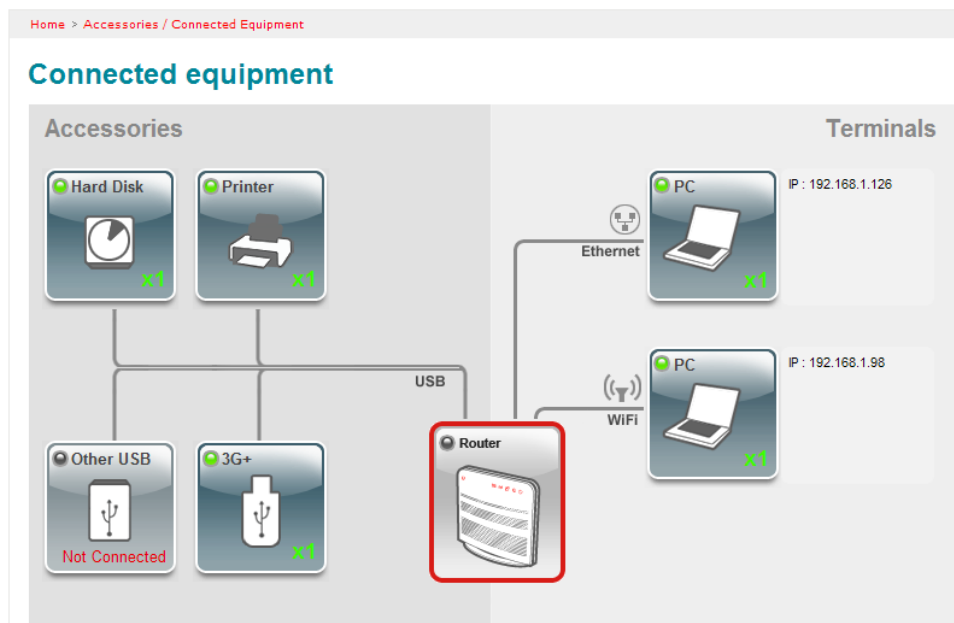 Home > Accessories / Connected Equipment
Connected equipment
Accessories
Terminals
Hard Disk
x1
Printer
x1
Ethernet
PC
x1
IP : 192.168.1.126
USB
WiFi
PC
x1
IP : 192.168.1.98
Other USB
Not Connected
3G+
x1
Router